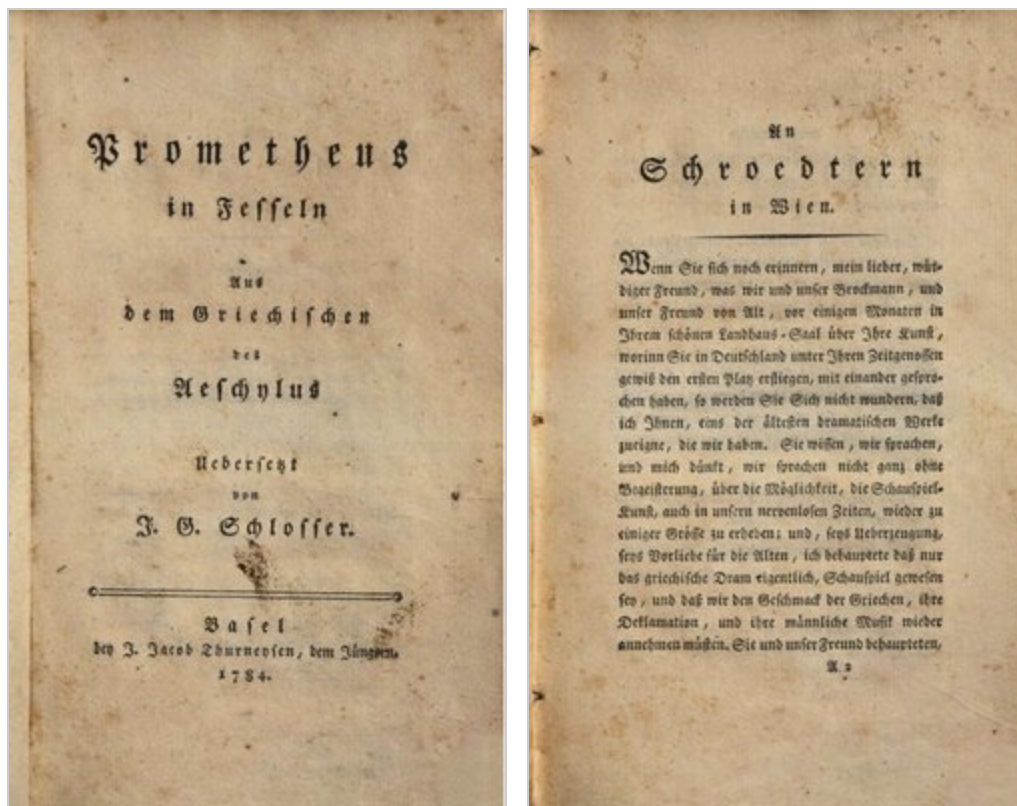 Prometheus
in Fesseln
Aus
dem Griechischen
des
Aeschylus
Uebersetzt
von
J. G. Schlosser.
Basel
bey J. Jacob Thurneysen, dem Jüngern.
1784.
An
Schroedtern
in Wien.
Wenn Sie sich noch erinnern, mein lieber, wür-
diger Freund, was wir und unser Brockmann, und
unser Freund von Alt, vor einigen Monaten in
Ihrem schönen Landhaus-Saal über Ihre Kunst,
worinn Sie in Deutschland unter Ihren Zeitgenossen
gewiß den ersten Platz erstiegen, mit einander gespro-
chen haben, so werden Sie Sich nicht wundern, daß
ich Ihnen, eins der ältesten dramatischen Werke
zueigne, die wir haben. Sie wissen, wir sprachen,
und mich dünkt, wir sprachen nicht ganz ohne
Begeisterung, über die Möglichkeit, die Schauspiel-
Kunst, auch in unsern nervenlosen Zeiten, wieder zu
einiger Grösse zu erheben; und, seys Ueberzeugung,
seys Vorliebe für die Alten, ich behauptete daß nur
das griechische Dram eigentlich, Schauspiel gewesen
sey, und daß wir den Geschmack der Griechen, ihre
Deklamation, und ihre männliche Musik wieder
annehmen müßten. Sie und unser Freund behaupteten,
A 2